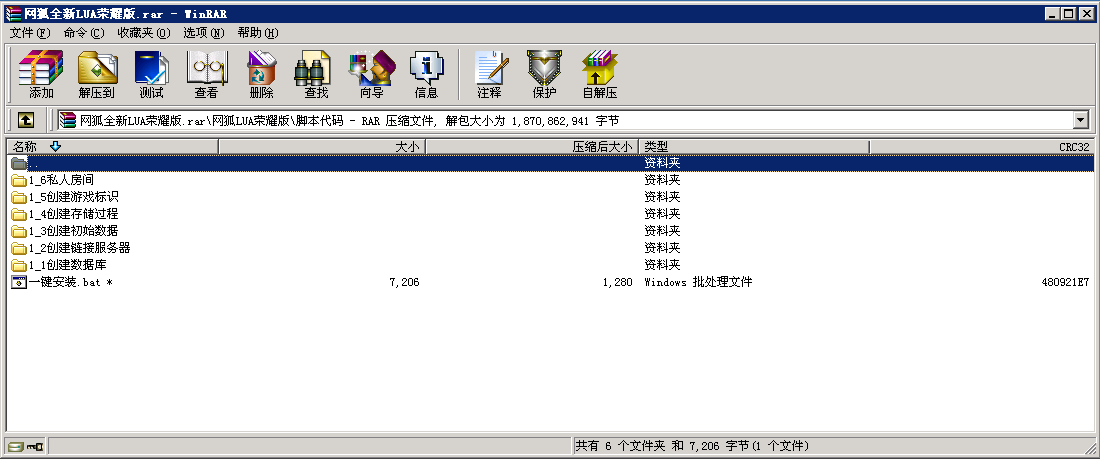 网狐全新LUA荣耀版.rar - WinRAR
文件(F) 命令(C) 收藏夹(O) 选项(N) 帮助(H)
添加 解压到 测试 查看 删除 查找 向导 信息 注释 保护 自解压
网狐全新LUA荣耀版.rar\网狐LUA荣耀版\脚本代码 - RAR 压缩文件, 解包大小为 1,870,862,941 字节
名称 大小 压缩后大小 类型 CRC32
.. 资料夹
1_6私人房间 资料夹
1_5创建游戏标识 资料夹
1_4创建存储过程 资料夹
1_3创建初始数据 资料夹
1_2创建链接服务器 资料夹
1_1创建数据库 资料夹
一键安装.bat * 7,206 1,280 Windows 批处理文件 480921E7
共有 6 个文件夹 和 7,206 字节(1 个文件)